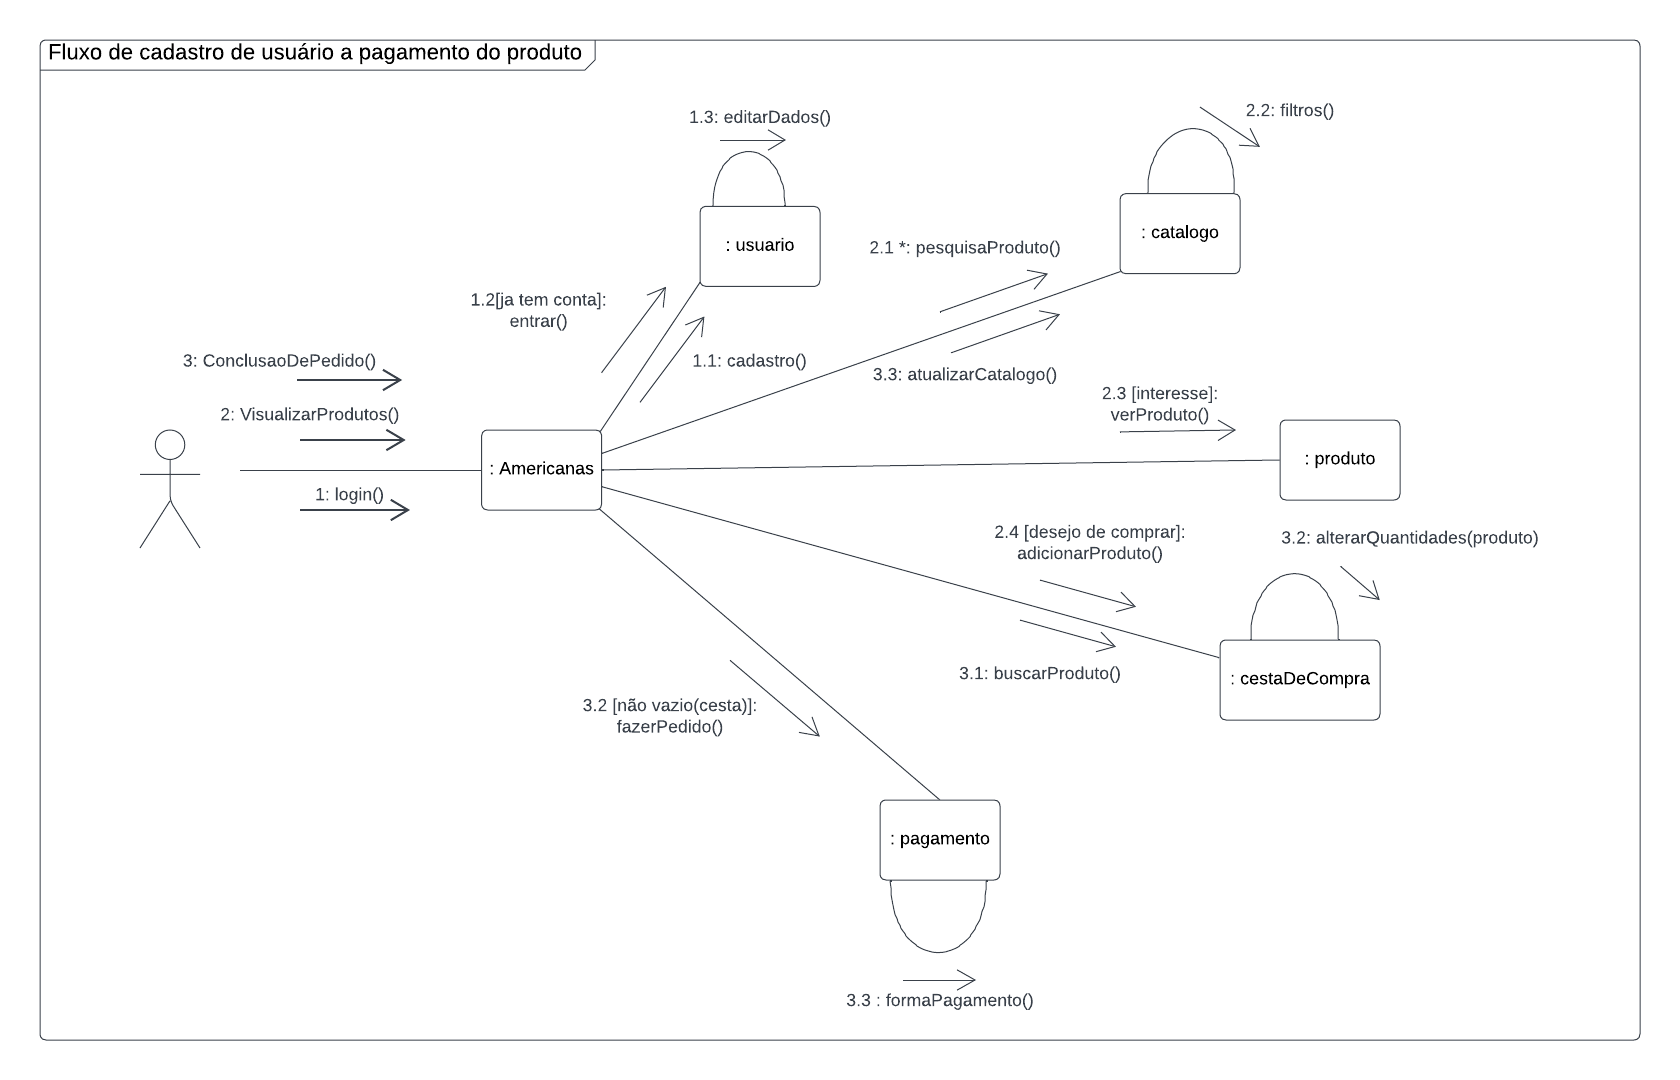 Fluxo de cadastro de usuário a pagamento do produto
1.3: editarDados()
2.2: filtros()
: usuario
: catalogo
2.1 *: pesquisaProduto()
1.2[ja tem conta]:
entrar()
1.1: cadastro()
3.3: atualizarCatalogo()
3: ConclusaoDePedido()
2: VisualizarProdutos()
1: login()
: Americanas
2.3 [interesse]:
verProduto()
: produto
2.4 [desejo de comprar]:
adicionarProduto()
3.2: alterarQuantidades(produto)
3.1: buscarProduto()
: cestaDeCompra
3.2 [não vazio(cesta)]:
fazerPedido()
: pagamento
3.3 : formaPagamento()